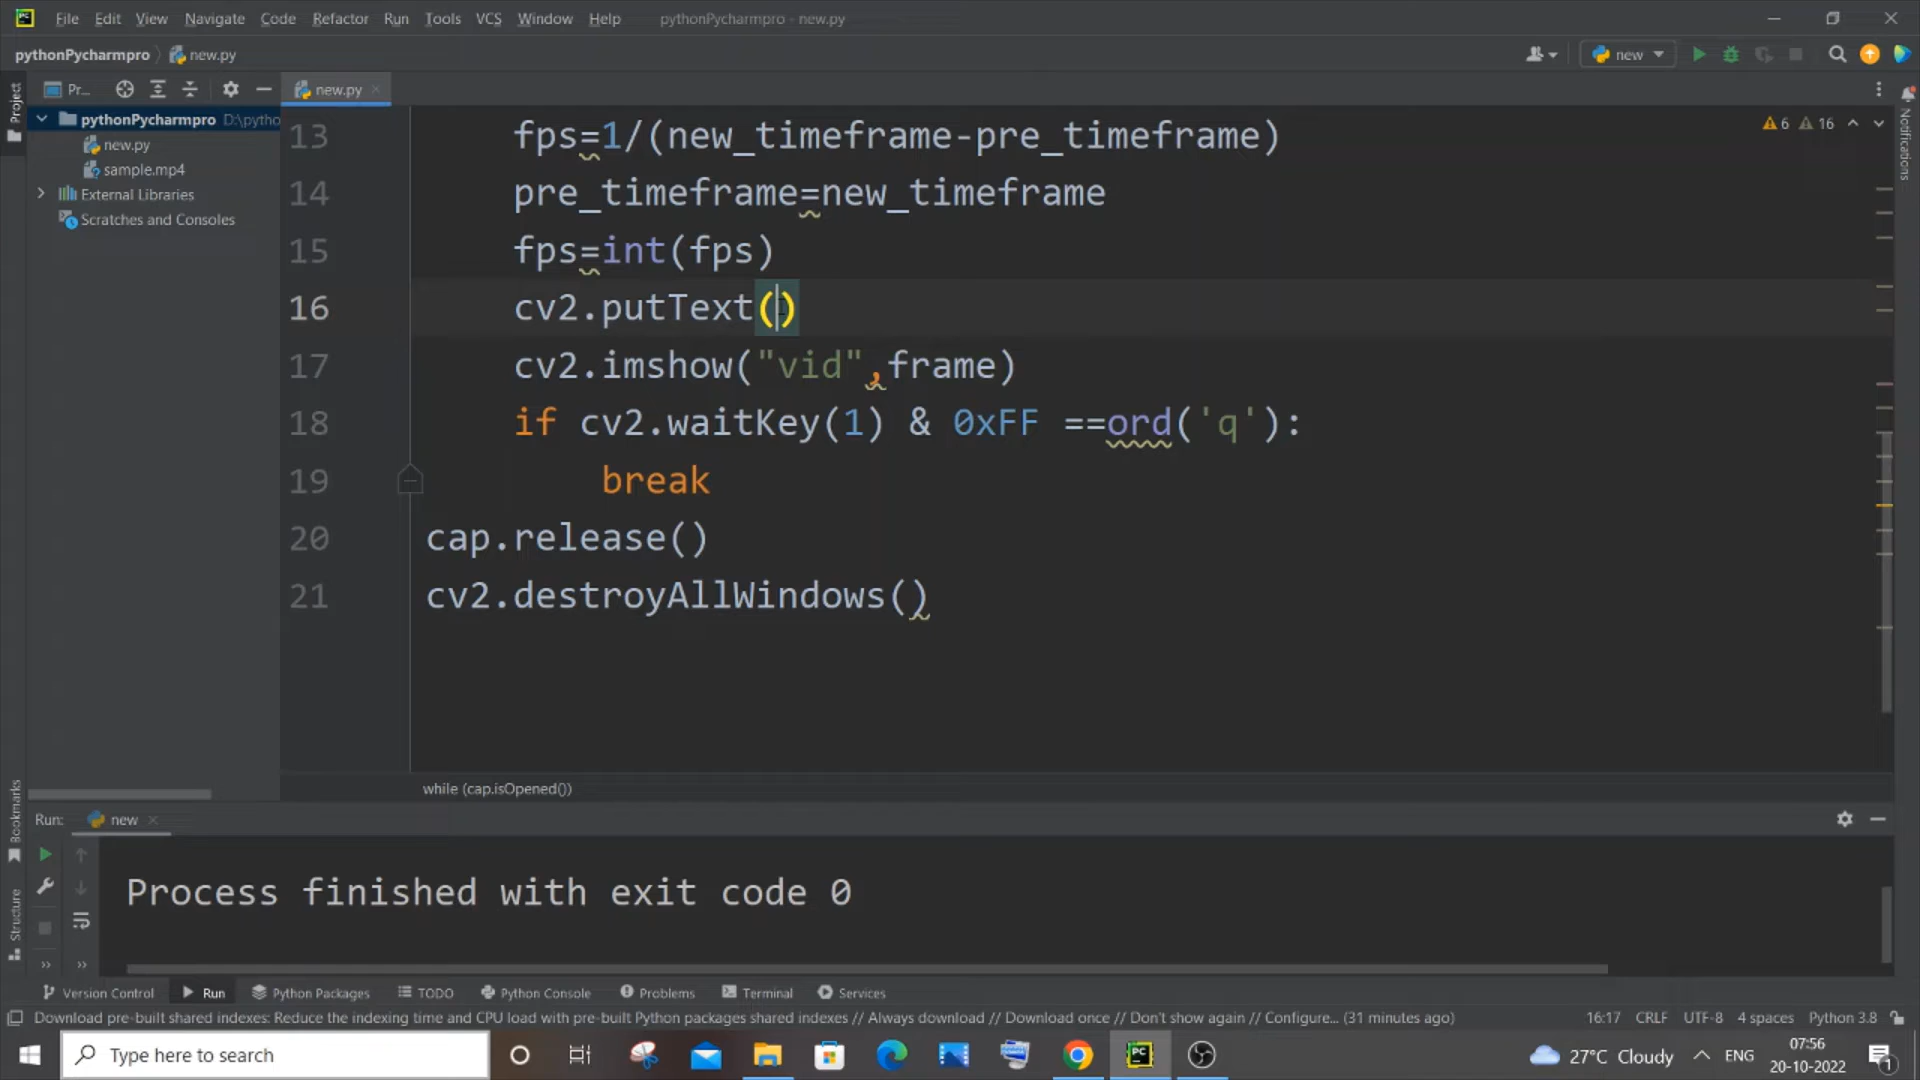 File Edit View Navigate Code Refactor Run Tools VCS Window Help pythonPycharmpro - new.py
pythonPycharmpro new.py
new
Pr... new.py
Project
Notifications
pythonPycharmpro D:\pytho
new.py
sample.mp4
External Libraries
Scratches and Consoles
6 16
13 fps=1/(new_timeframe-pre_timeframe)
14 pre_timeframe=new_timeframe
15 fps=int(fps)
16 cv2.putText()
17 cv2.imshow("vid",frame)
18 if cv2.waitKey(1) & 0xFF ==ord('q'):
19 break
20 cap.release()
21 cv2.destroyAllWindows()
while (cap.isOpened())
Bookmarks
Structure
Run: new
Process finished with exit code 0
Version Control Run Python Packages TODO Python Console Problems Terminal Services
Download pre-built shared indexes: Reduce the indexing time and CPU load with pre-built Python packages shared indexes // Always download // Download once // Don't show again // Configure... (31 minutes ago) 16:17 CRLF UTF-8 4 spaces Python 3.8
Type here to search
27°C Cloudy ENG
07:56
20-10-2022
1